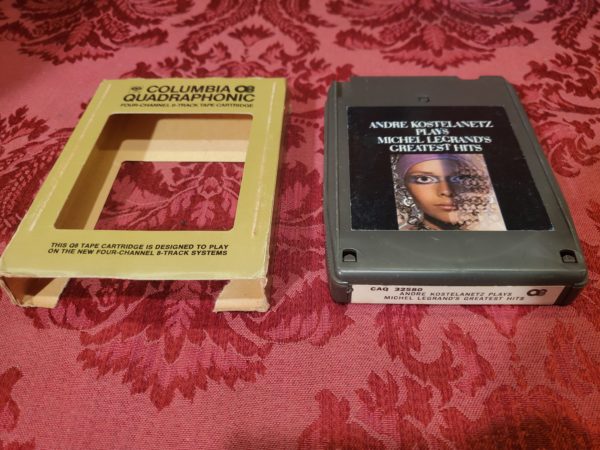 COLUMBIA Q8
QUADRAPHONIC
FOUR-CHANNEL 8-TRACK TAPE CARTRIDGE
THIS Q8 TAPE CARTRIDGE IS DESIGNED TO PLAY
ON THE NEW FOUR-CHANNEL 8-TRACK SYSTEMS
ANDRE KOSTELANETZ
PLAYS
MICHEL LEGRAND'S
GREATEST HITS
CAQ 32580
ANDRE KOSTELANETZ PLAYS
MICHEL LEGRAND'S GREATEST HITS
Q8